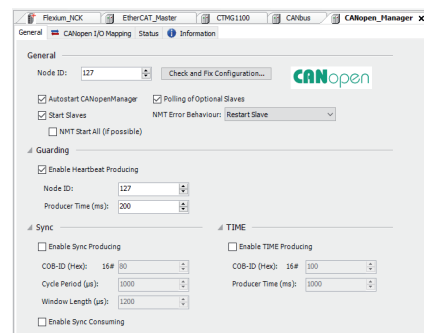 Flexium_NCK EtherCAT_Master CTMG1100 CANbus CANopen_Manager x
General CANopen I/O Mapping Status Information
General
Node ID: 127 Check and Fix Configuration... CANopen
Autostart CANopenManager Polling of Optional Slaves
Start Slaves NMT Error Behaviour: Restart Slave
NMT Start All (if possible)
Guarding
Enable Heartbeat Producing
Node ID: 127
Producer Time (ms): 200
Sync TIME
Enable Sync Producing Enable TIME Producing
COB-ID (Hex): 16# 80 COB-ID (Hex): 16# 100
Cycle Period (µs): 1000 Producer Time (ms): 1000
Window Length (µs): 1200
Enable Sync Consuming